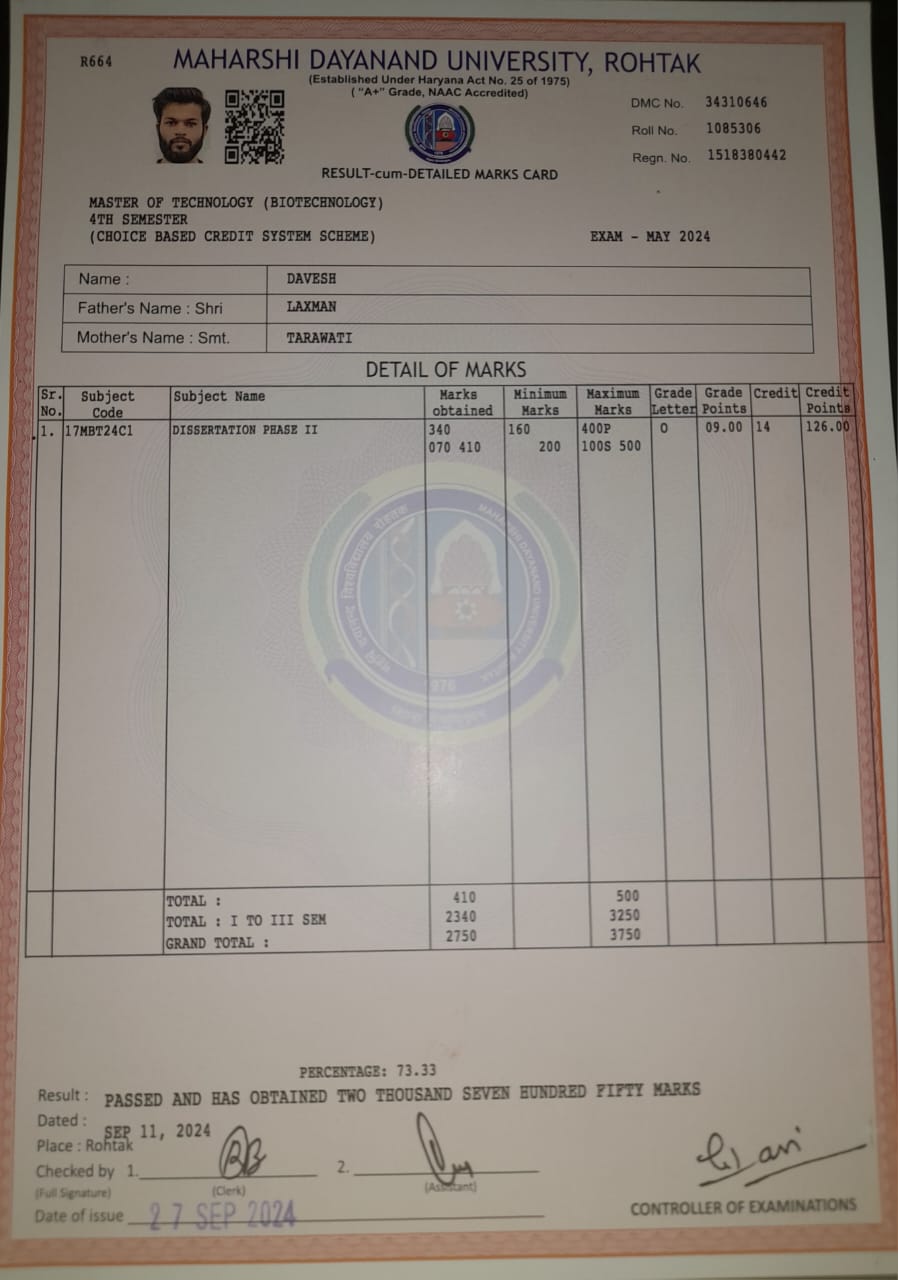 R664
MAHARSHI DAYANAND UNIVERSITY, ROHTAK
(Established Under Haryana Act No. 25 of 1975)
( "A+" Grade, NAAC Accredited)
DMC No. 34310646
Roll No. 1085306
Regn. No. 1518380442
RESULT-cum-DETAILED MARKS CARD
MASTER OF TECHNOLOGY (BIOTECHNOLOGY)
4TH SEMESTER
(CHOICE BASED CREDIT SYSTEM SCHEME) EXAM - MAY 2024
Name : DAVESH
Father's Name : Shri LAXMAN
Mother's Name : Smt. TARAWATI
DETAIL OF MARKS
Sr. No. Subject Code Subject Name Marks obtained Minimum Marks Maximum Marks Grade Letter Grade Points Credit Credit Points
1. 17MBT24C1 DISSERTATION PHASE II 340 160 400P O 09.00 14 126.00
070 410 200 100S 500
MAHARSHI DAYANAND UNIVERSITY ROHTAK
TOTAL : 410 500
TOTAL : I TO III SEM 2340 3250
GRAND TOTAL : 2750 3750
PERCENTAGE: 73.33
Result : PASSED AND HAS OBTAINED TWO THOUSAND SEVEN HUNDRED FIFTY MARKS
Dated : SEP 11, 2024
Place : Rohtak
Checked by 1. 2.
(Full Signature) (Clerk) (Assistant)
Date of issue 27 SEP 2024
CONTROLLER OF EXAMINATIONS